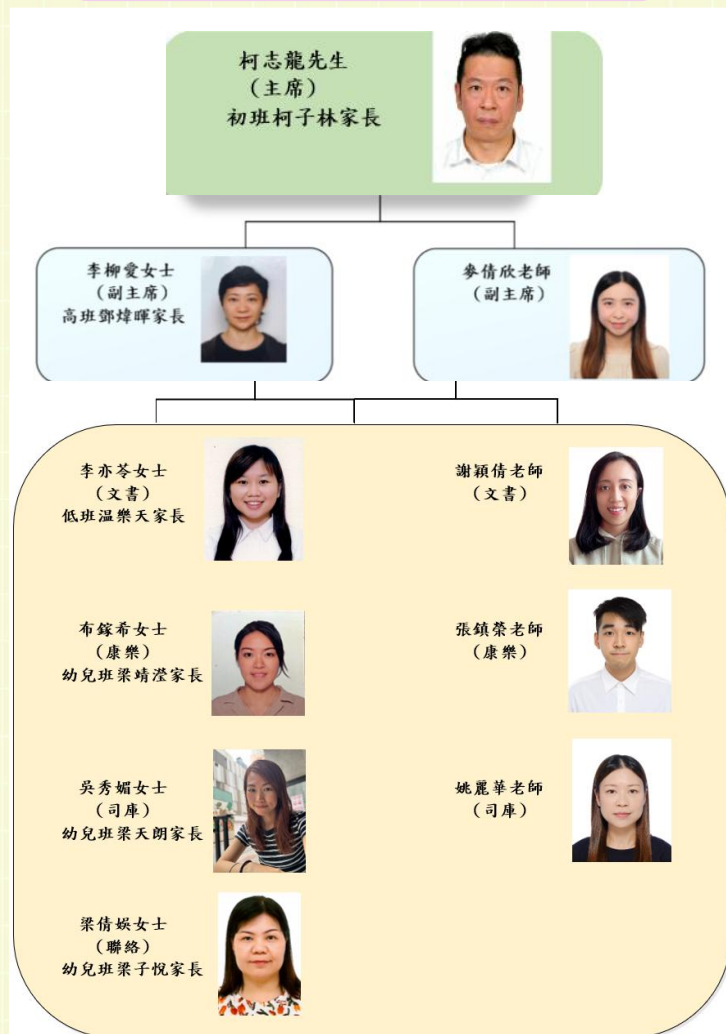 柯志龍先生
(主席)
初班柯子林家長
李柳愛女士
(副主席)
高班鄧煒暉家長
麥倩欣老師
(副主席)
李亦苓女士
(文書)
低班温樂天家長
謝穎倩老師
(文書)
布鎵希女士
(康樂)
幼兒班梁靖瀅家長
張鎮榮老師
(康樂)
吳秀媚女士
(司庫)
幼兒班梁天朗家長
姚麗華老師
(司庫)
梁倩娛女士
(聯絡)
幼兒班梁子悅家長